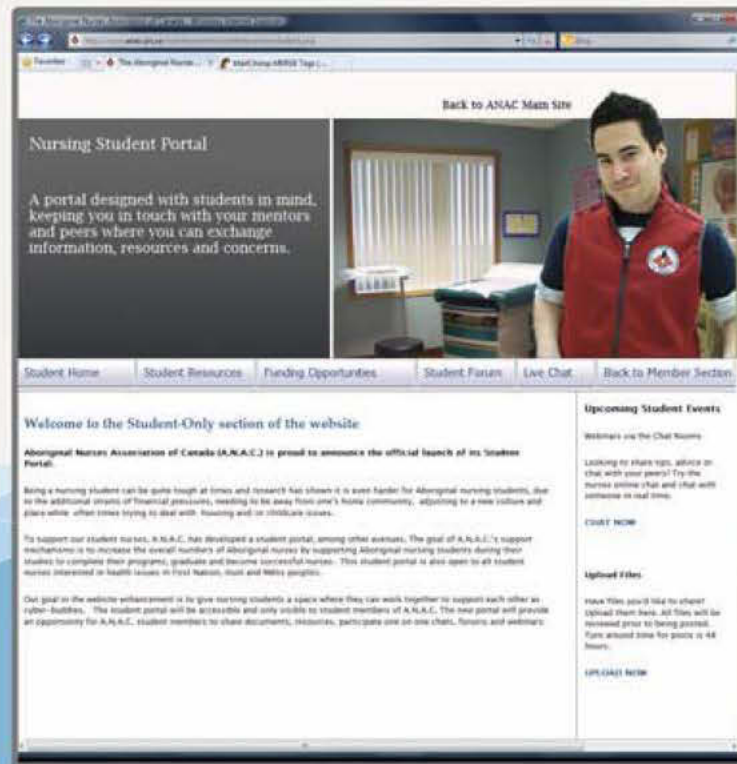 The Aboriginal Nurses Association of Canada
Favorites
The Aboriginal Nurse...
Back to ANAC Main Site
Nursing Student Portal
A portal designed with students in mind,
keeping you in touch with your mentors
and peers where you can exchange
information, resources and concerns.
Student Home
Student Resources
Funding Opportunities
Student Forum
Live Chat
Back to Member Section
Welcome to the Student-Only section of the website
Aboriginal Nurses Association of Canada (A.N.A.C.) is proud to announce the official launch of its Student
Portal.
Being a nursing student can be quite tough at times and research has shown it is even harder for Aboriginal nursing students, due
to the additional strains of financial pressures, needing to be away from one's home community, adjusting to a new culture and
place while often times trying to deal with housing and/or childcare issues.
To support our student nurses, A.N.A.C. has developed a student portal, among other avenues. The goal of A.N.A.C.'s support
mechanisms is to increase the overall numbers of Aboriginal nurses by supporting Aboriginal nursing students during their
studies to complete their programs, graduate and become successful nurses. This student portal is also open to all student
nurses interested in health issues in First Nation, Inuit and Métis peoples.
Our goal in the website enhancement is to give nursing students a space where they can work together to support each other as
cyber-buddies. The student portal will be accessible and only visible to student members of A.N.A.C. The new portal will provide
an opportunity for A.N.A.C. student members to share documents, resources, participate one on one chats, forums and webinars
Upcoming Student Events
Webinars via the Chat Rooms
Looking to share tips, advice or
chat with your peers? Try the
nurses online chat and chat with
someone in real time.
CHAT NOW
Upload Files
Have files you'd like to share?
Upload them here. All files will be
reviewed prior to being posted.
Turn around time for posts is 48
hours.
UPLOAD NOW